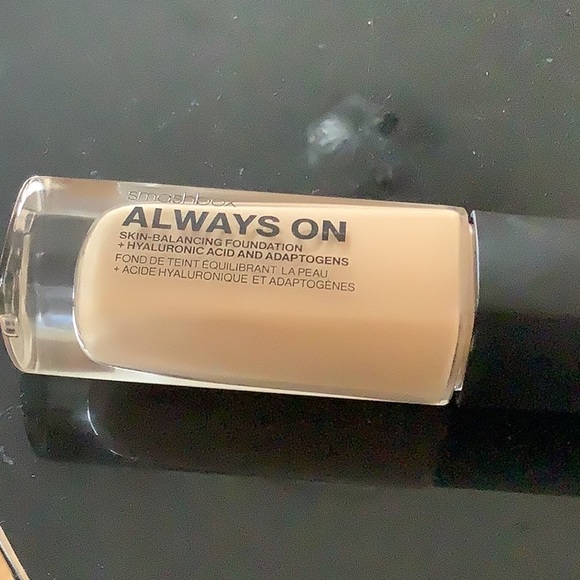 smashbox
ALWAYS ON
SKIN-BALANCING FOUNDATION
+ HYALURONIC ACID AND ADAPTOGENS
FOND DE TEINT ÉQUILIBRANT LA PEAU
+ ACIDE HYALURONIQUE ET ADAPTOGÈNES